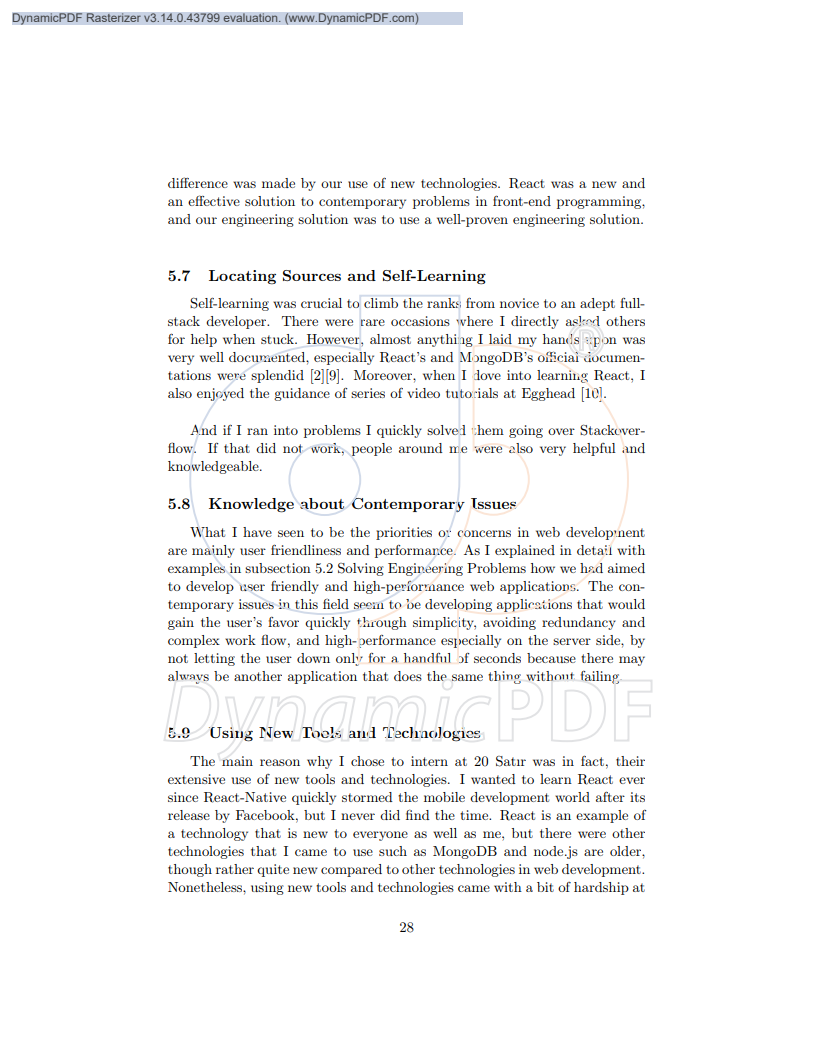 DynamicPDF Rasterizer v3.14.0.43799 evaluation. (www.DynamicPDF.com)
difference was made by our use of new technologies. React was a new and
an effective solution to contemporary problems in front-end programming,
and our engineering solution was to use a well-proven engineering solution.
5.7 Locating Sources and Self-Learning
Self-learning was crucial to climb the ranks from novice to an adept full-
stack developer. There were rare occasions where I directly asked others
for help when stuck. However, almost anything I laid my hands upon was
very well documented, especially React's and MongoDB's official documen-
tations were splendid [2][9]. Moreover, when I dove into learning React, I
also enjoyed the guidance of series of video tutorials at Egghead [10].
And if I ran into problems I quickly solved them going over Stackover-
flow. If that did not work, people around me were also very helpful and
knowledgeable.
5.8 Knowledge about Contemporary Issues
What I have seen to be the priorities or concerns in web development
are mainly user friendliness and performance. As I explained in detail with
examples in subsection 5.2 Solving Engineering Problems how we had aimed
to develop user friendly and high-performance web applications. The con-
temporary issues in this field seem to be developing applications that would
gain the user's favor quickly through simplicity, avoiding redundancy and
complex work flow, and high-performance especially on the server side, by
not letting the user down only for a handful of seconds because there may
always be another application that does the same thing without failing.
DynamicPDF
5.9 Using New Tools and Technologies
The main reason why I chose to intern at 20 Satır was in fact, their
extensive use of new tools and technologies. I wanted to learn React ever
since React-Native quickly stormed the mobile development world after its
release by Facebook, but I never did find the time. React is an example of
a technology that is new to everyone as well as me, but there were other
technologies that I came to use such as MongoDB and node.js are older,
though rather quite new compared to other technologies in web development.
Nonetheless, using new tools and technologies came with a bit of hardship at
28